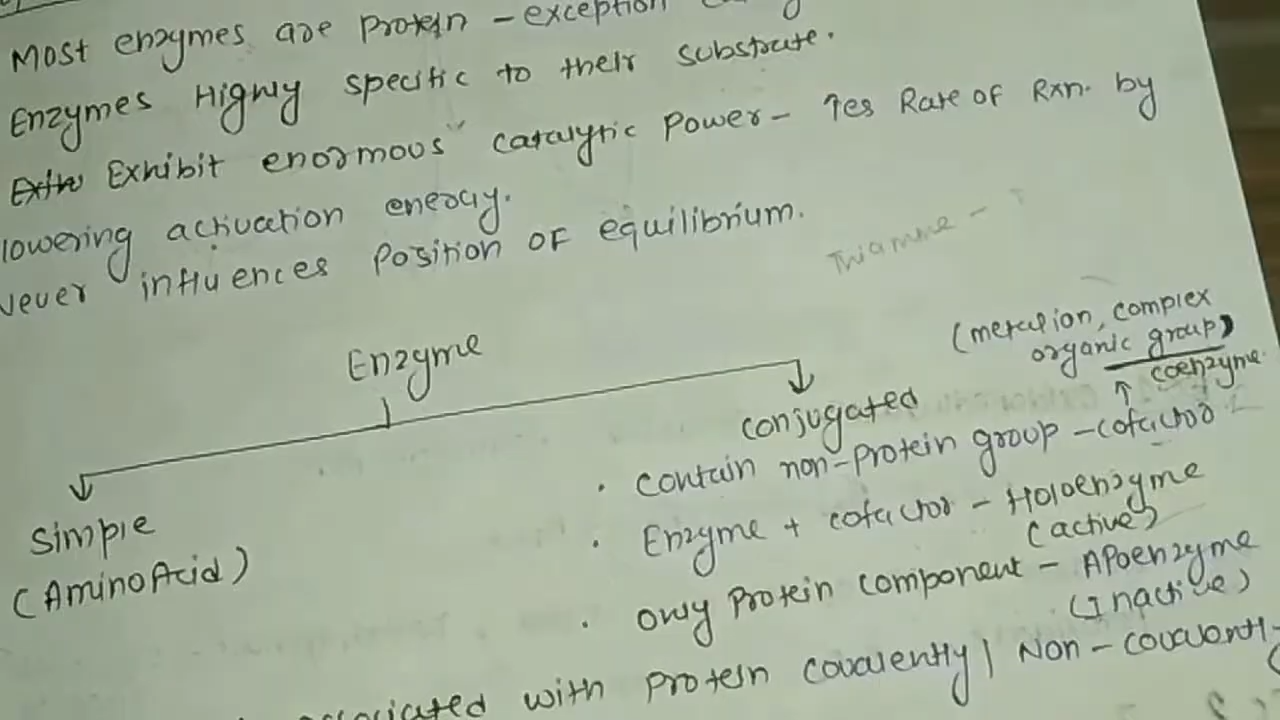 Most enzymes are protein - exception
Enzymes Highly specific to their substrate.
Exhibit enormous catalytic Power - ↑es Rate of Rxn. by
lowering activation energy.
never influences Position OF equilibrium.
Enzyme
(metal ion, complex
organic group)
coenzyme
↑
Simple
(Amino Acid)
conjugated
· contain non-protein group - cofactor
· Enzyme + cofactor - Holoenzyme
(active)
· only Protein component - APoenzyme
(Inactive)
associated with Protein covalently | Non-covalently